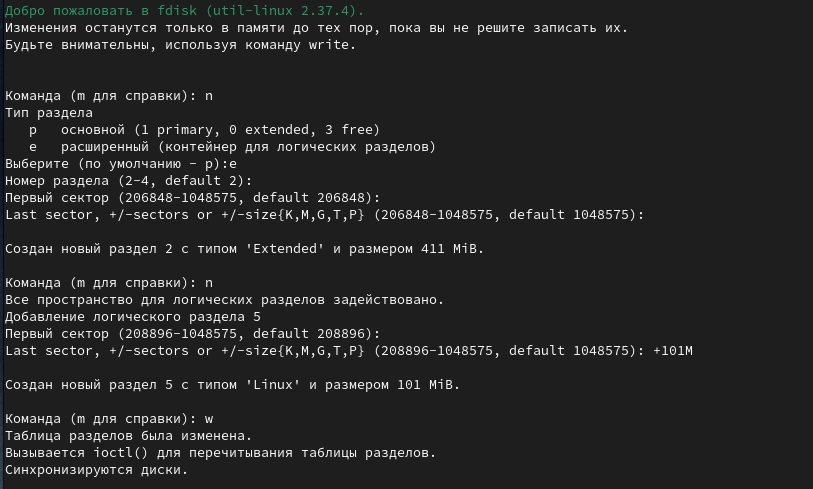 Добро пожаловать в fdisk (util-linux 2.37.4).
Изменения останутся только в памяти до тех пор, пока вы не решите записать их.
Будьте внимательны, используя команду write.
Команда (m для справки): n
Тип раздела
p основной (1 primary, 0 extended, 3 free)
e расширенный (контейнер для логических разделов)
Выберите (по умолчанию - p):e
Номер раздела (2-4, default 2):
Первый сектор (206848-1048575, default 206848):
Last sector, +/-sectors or +/-size{K,M,G,T,P} (206848-1048575, default 1048575):
Создан новый раздел 2 с типом 'Extended' и размером 411 MiB.
Команда (m для справки): n
Все пространство для логических разделов задействовано.
Добавление логического раздела 5
Первый сектор (208896-1048575, default 208896):
Last sector, +/-sectors or +/-size{K,M,G,T,P} (208896-1048575, default 1048575): +101M
Создан новый раздел 5 с типом 'Linux' и размером 101 MiB.
Команда (m для справки): w
Таблица разделов была изменена.
Вызывается ioctl() для перечитывания таблицы разделов.
Синхронизируются диски.